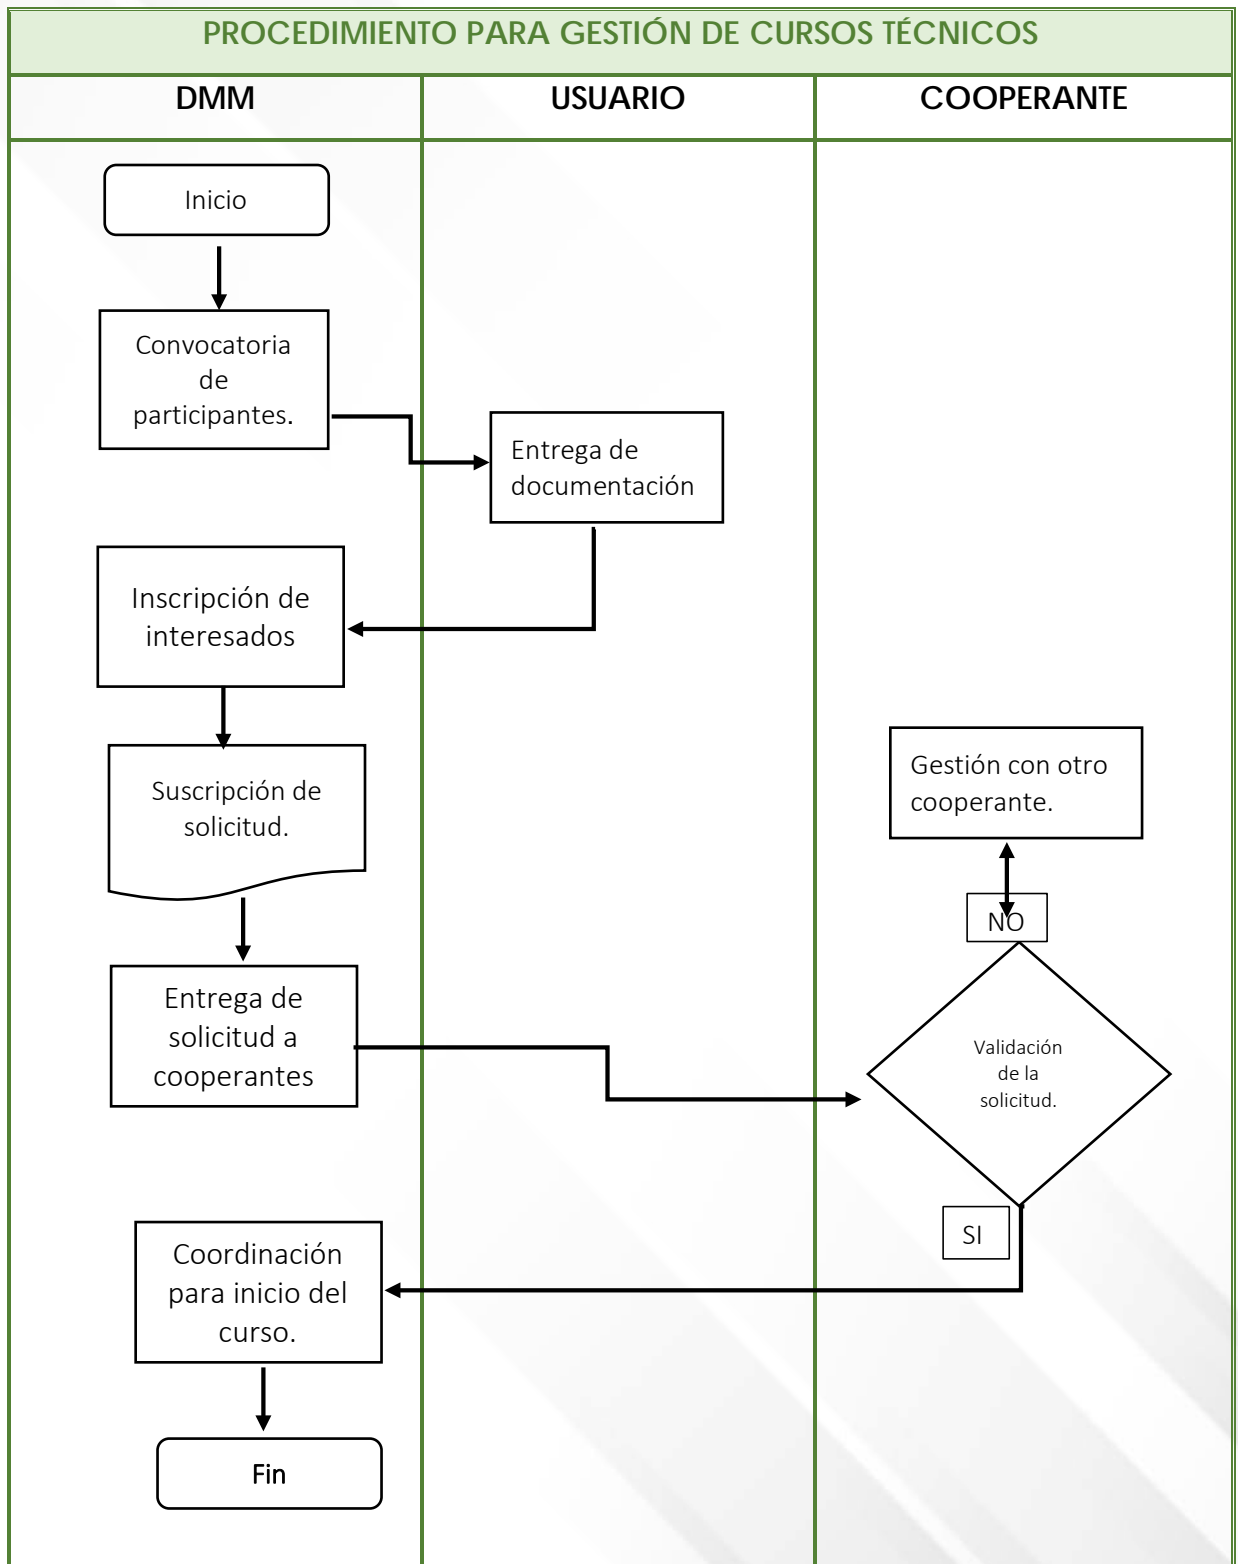 PROCEDIMIENTO PARA GESTIÓN DE CURSOS TÉCNICOS
DMM
USUARIO
COOPERANTE
Inicio
Convocatoria
de
participantes.
Entrega de
documentación
Inscripción de
interesados
Suscripción de
solicitud.
Gestión con otro
cooperante.
NO
Entrega de
solicitud a
cooperantes
Validación
de la
solicitud.
SI
Coordinación
para inicio del
curso.
Fin